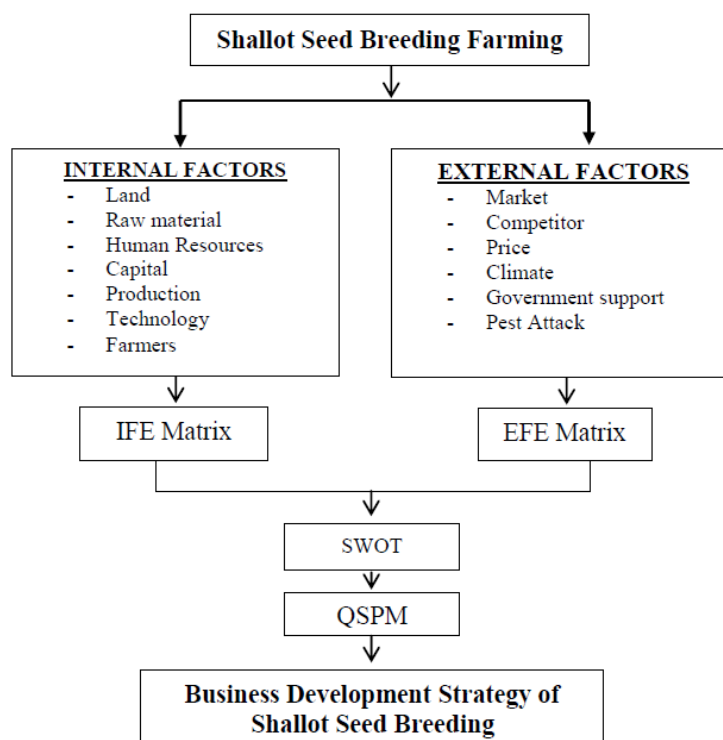 Shallot Seed Breeding Farming
INTERNAL FACTORS
- Land
- Raw material
- Human Resources
- Capital
- Production
- Technology
- Farmers
EXTERNAL FACTORS
- Market
- Competitor
- Price
- Climate
- Government support
- Pest Attack
IFE Matrix
EFE Matrix
SWOT
QSPM
Business Development Strategy of
Shallot Seed Breeding